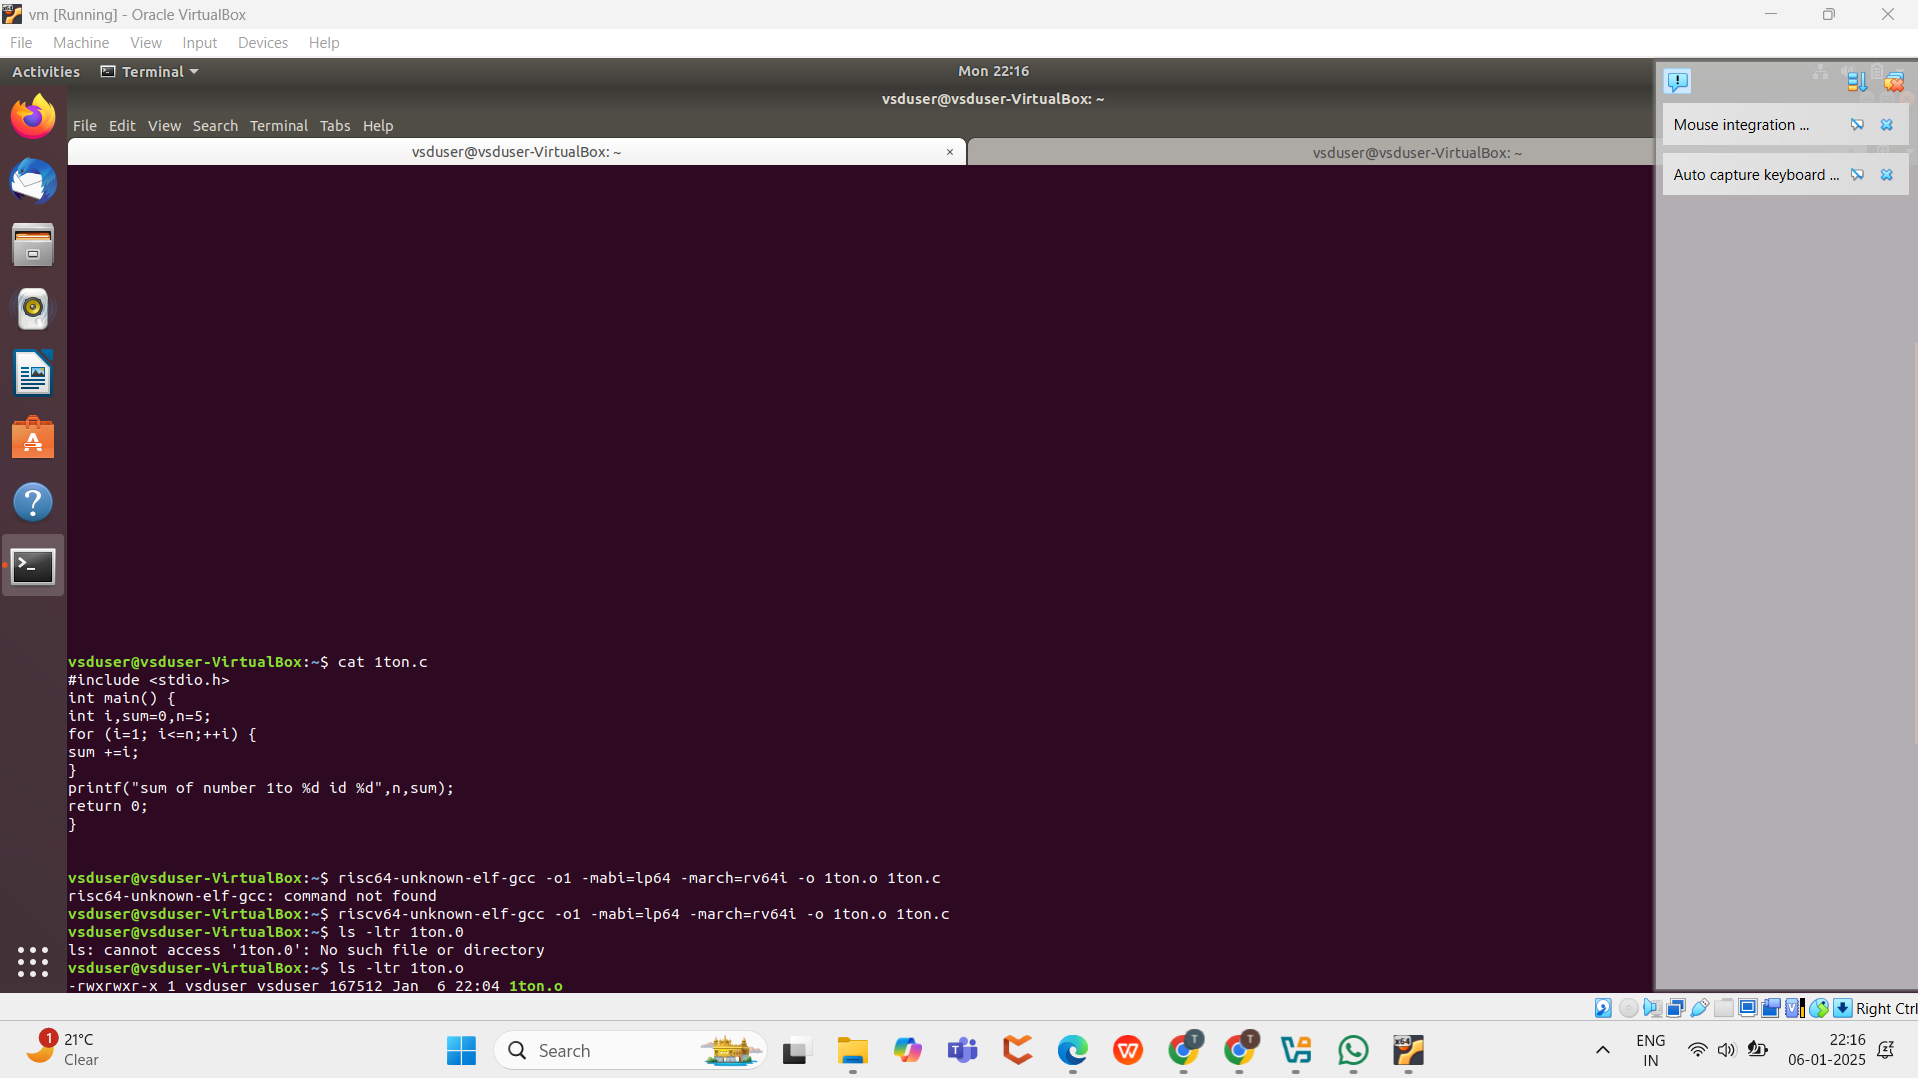 vm [Running] - Oracle VirtualBox
File Machine View Input Devices Help
Activities Terminal Mon 22:16
vsduser@vsduser-VirtualBox: ~
File Edit View Search Terminal Tabs Help
vsduser@vsduser-VirtualBox: ~ × vsduser@vsduser-VirtualBox: ~
Mouse integration ...
Auto capture keyboard ...
vsduser@vsduser-VirtualBox:~$ cat 1ton.c
#include <stdio.h>
int main() {
int i,sum=0,n=5;
for (i=1; i<=n;++i) {
sum +=i;
}
printf("sum of number 1to %d id %d",n,sum);
return 0;
}
vsduser@vsduser-VirtualBox:~$ risc64-unknown-elf-gcc -o1 -mabi=lp64 -march=rv64i -o 1ton.o 1ton.c
risc64-unknown-elf-gcc: command not found
vsduser@vsduser-VirtualBox:~$ riscv64-unknown-elf-gcc -o1 -mabi=lp64 -march=rv64i -o 1ton.o 1ton.c
vsduser@vsduser-VirtualBox:~$ ls -ltr 1ton.0
ls: cannot access '1ton.0': No such file or directory
vsduser@vsduser-VirtualBox:~$ ls -ltr 1ton.o
-rwxrwxr-x 1 vsduser vsduser 167512 Jan  6 22:04 1ton.o
Right Ctrl
1
21°C
Clear
Search
T
T
x64
ENG
IN
22:16
06-01-2025